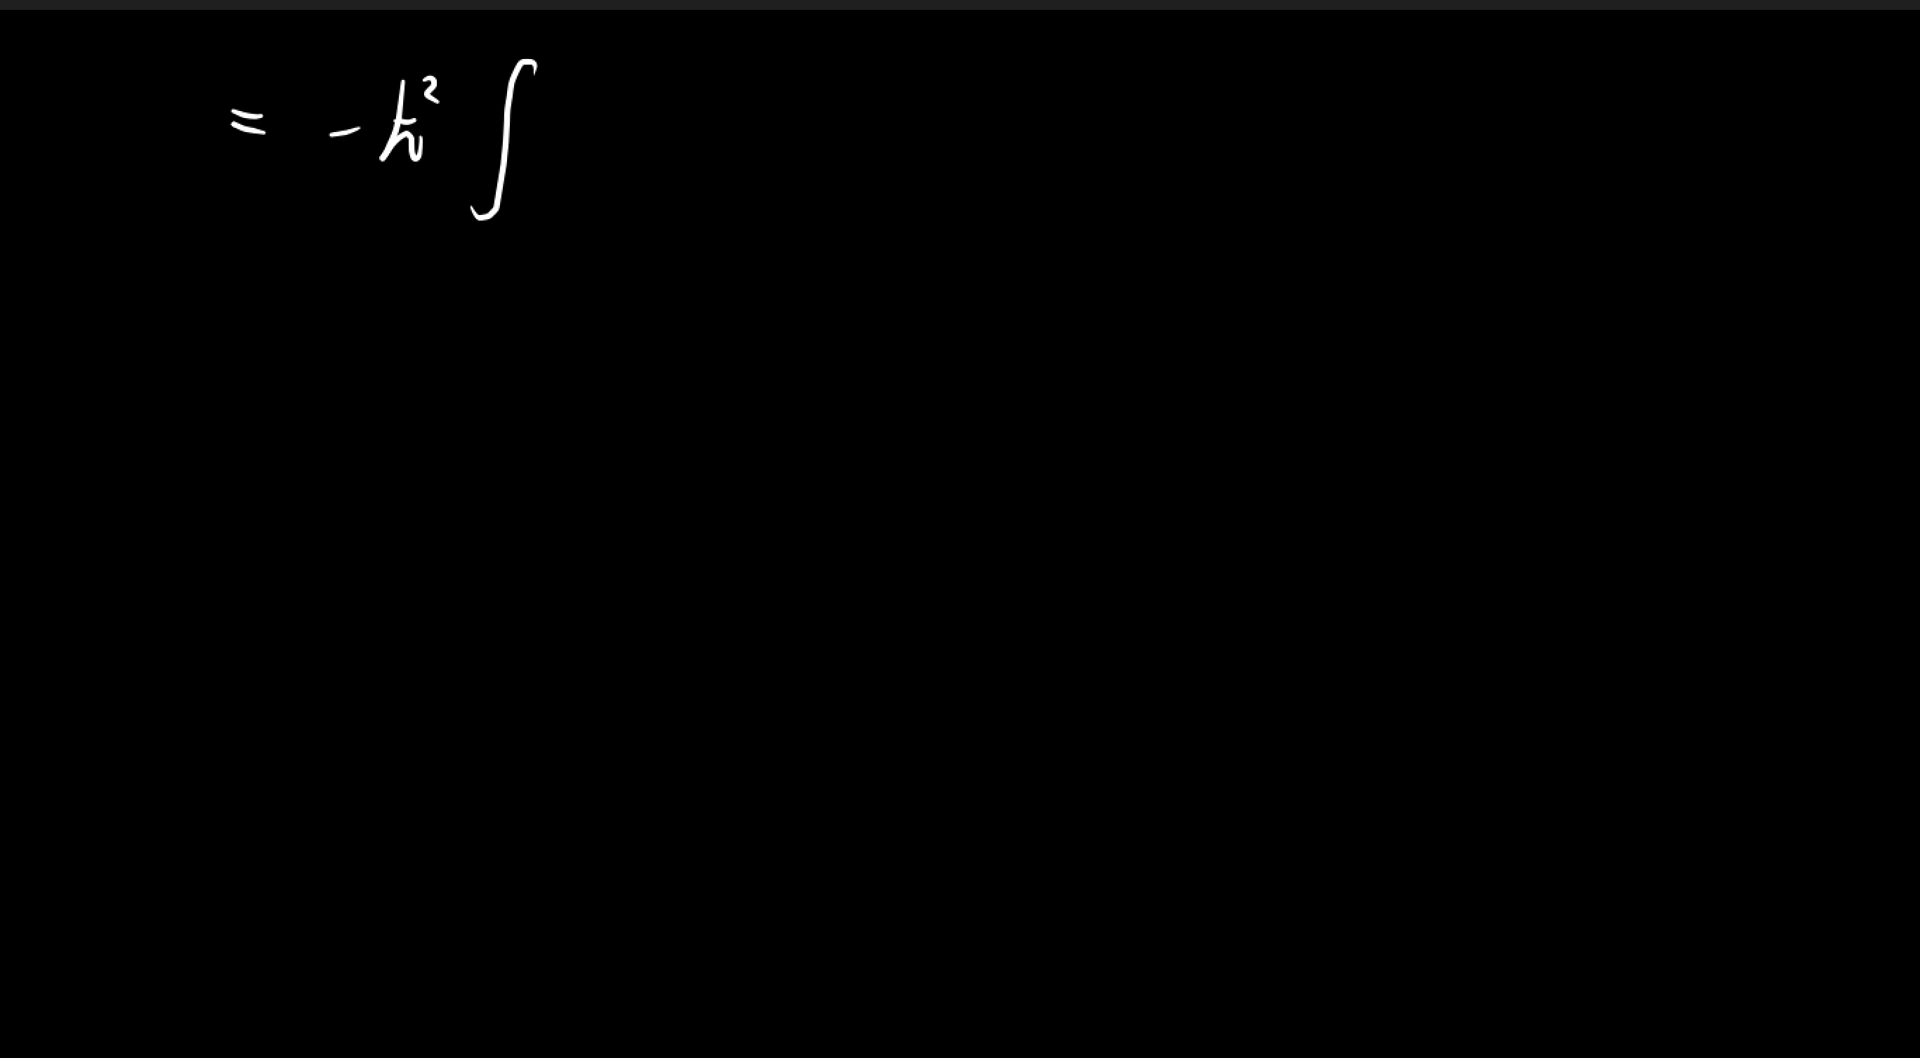 = - ħ² ∫